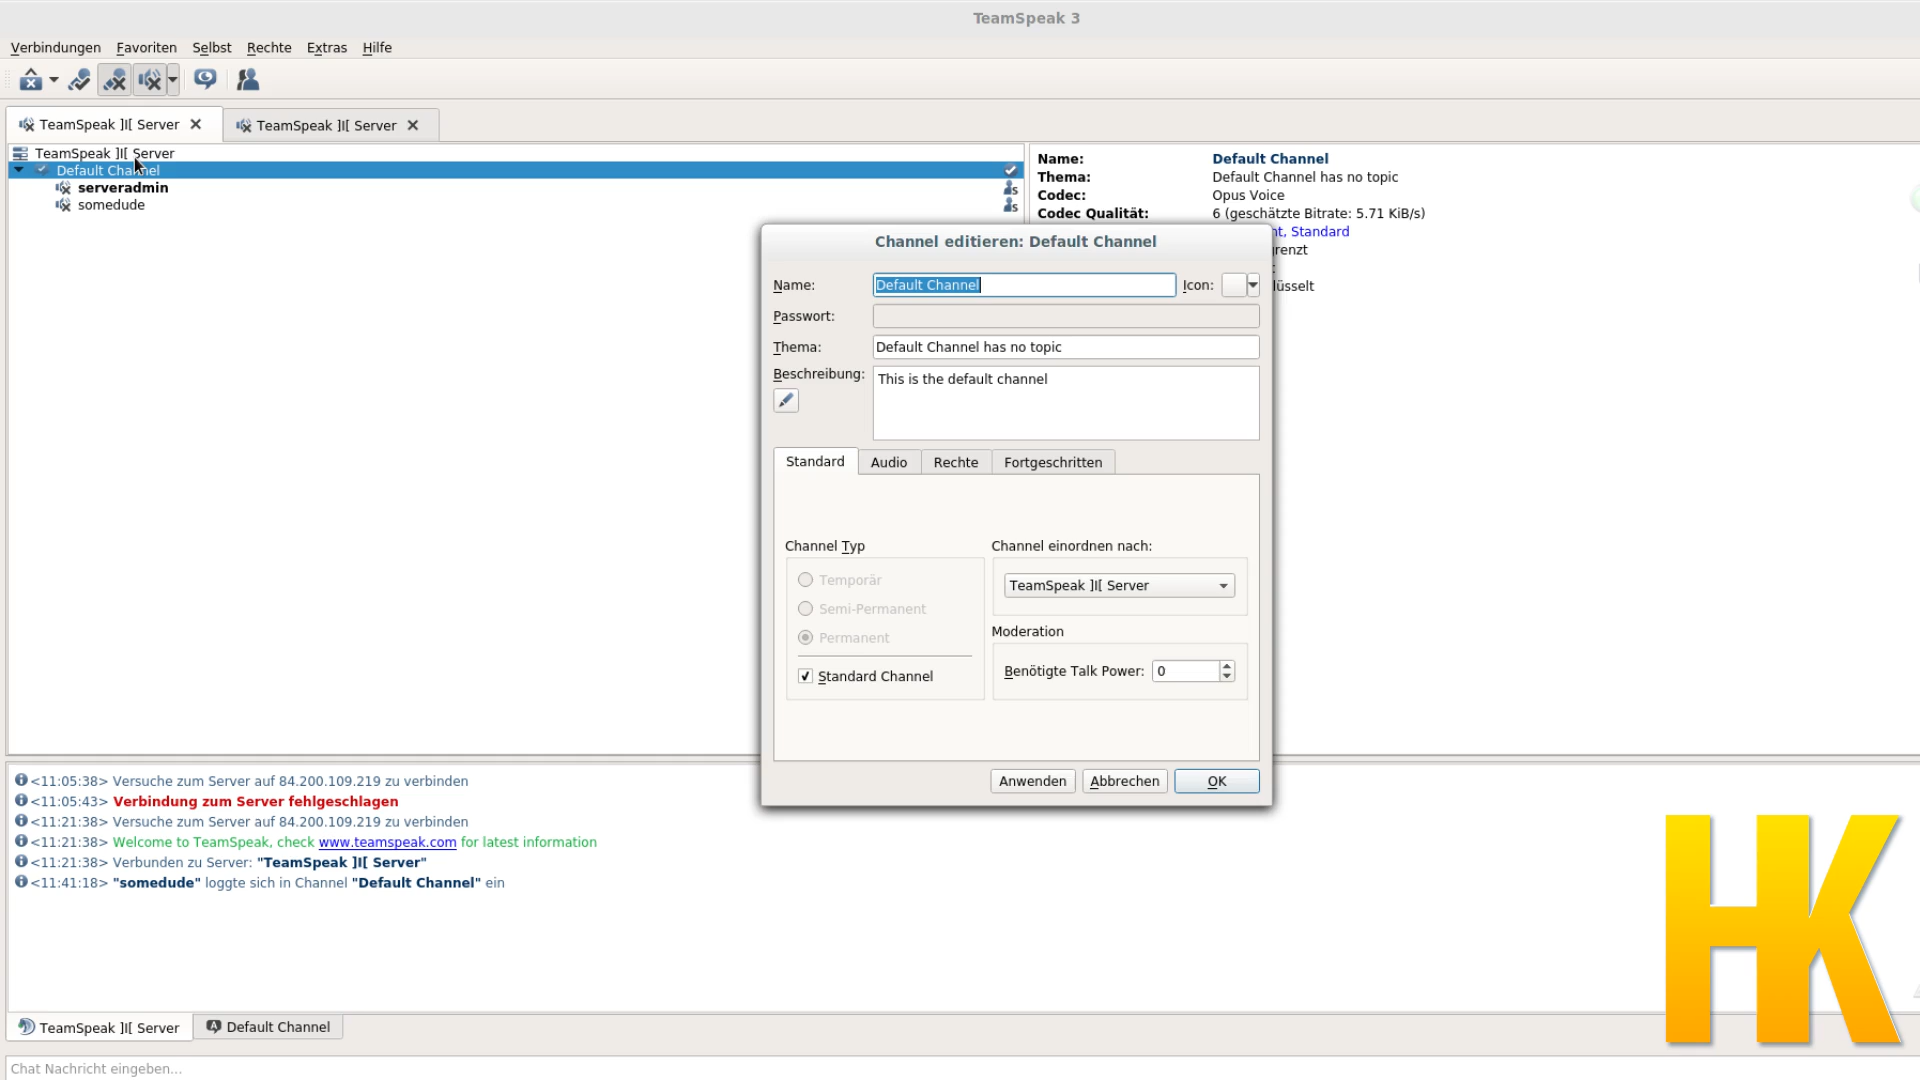 TeamSpeak 3
Verbindungen Favoriten Selbst Rechte Extras Hilfe
TeamSpeak ]I[ Server TeamSpeak ]I[ Server
TeamSpeak ]I[ Server
Default Channel
serveradmin
somedude
Name: Default Channel
Thema: Default Channel has no topic
Codec: Opus Voice
Codec Qualität: 6 (geschätzte Bitrate: 5.71 KiB/s)
Standard
Channel editieren: Default Channel
Name: Default Channel Icon:
Passwort:
Thema: Default Channel has no topic
Beschreibung: This is the default channel
Standard Audio Rechte Fortgeschritten
Channel Typ
Temporär
Semi-Permanent
Permanent
Standard Channel
Channel einordnen nach:
TeamSpeak ]I[ Server
Moderation
Benötigte Talk Power: 0
Anwenden Abbrechen OK
<11:05:38> Versuche zum Server auf 84.200.109.219 zu verbinden
<11:05:43> Verbindung zum Server fehlgeschlagen
<11:21:38> Versuche zum Server auf 84.200.109.219 zu verbinden
<11:21:38> Welcome to TeamSpeak, check www.teamspeak.com for latest information
<11:21:38> Verbunden zu Server: "TeamSpeak ]I[ Server"
<11:41:18> "somedude" loggte sich in Channel "Default Channel" ein
HK
TeamSpeak ]I[ Server Default Channel
Chat Nachricht eingeben...